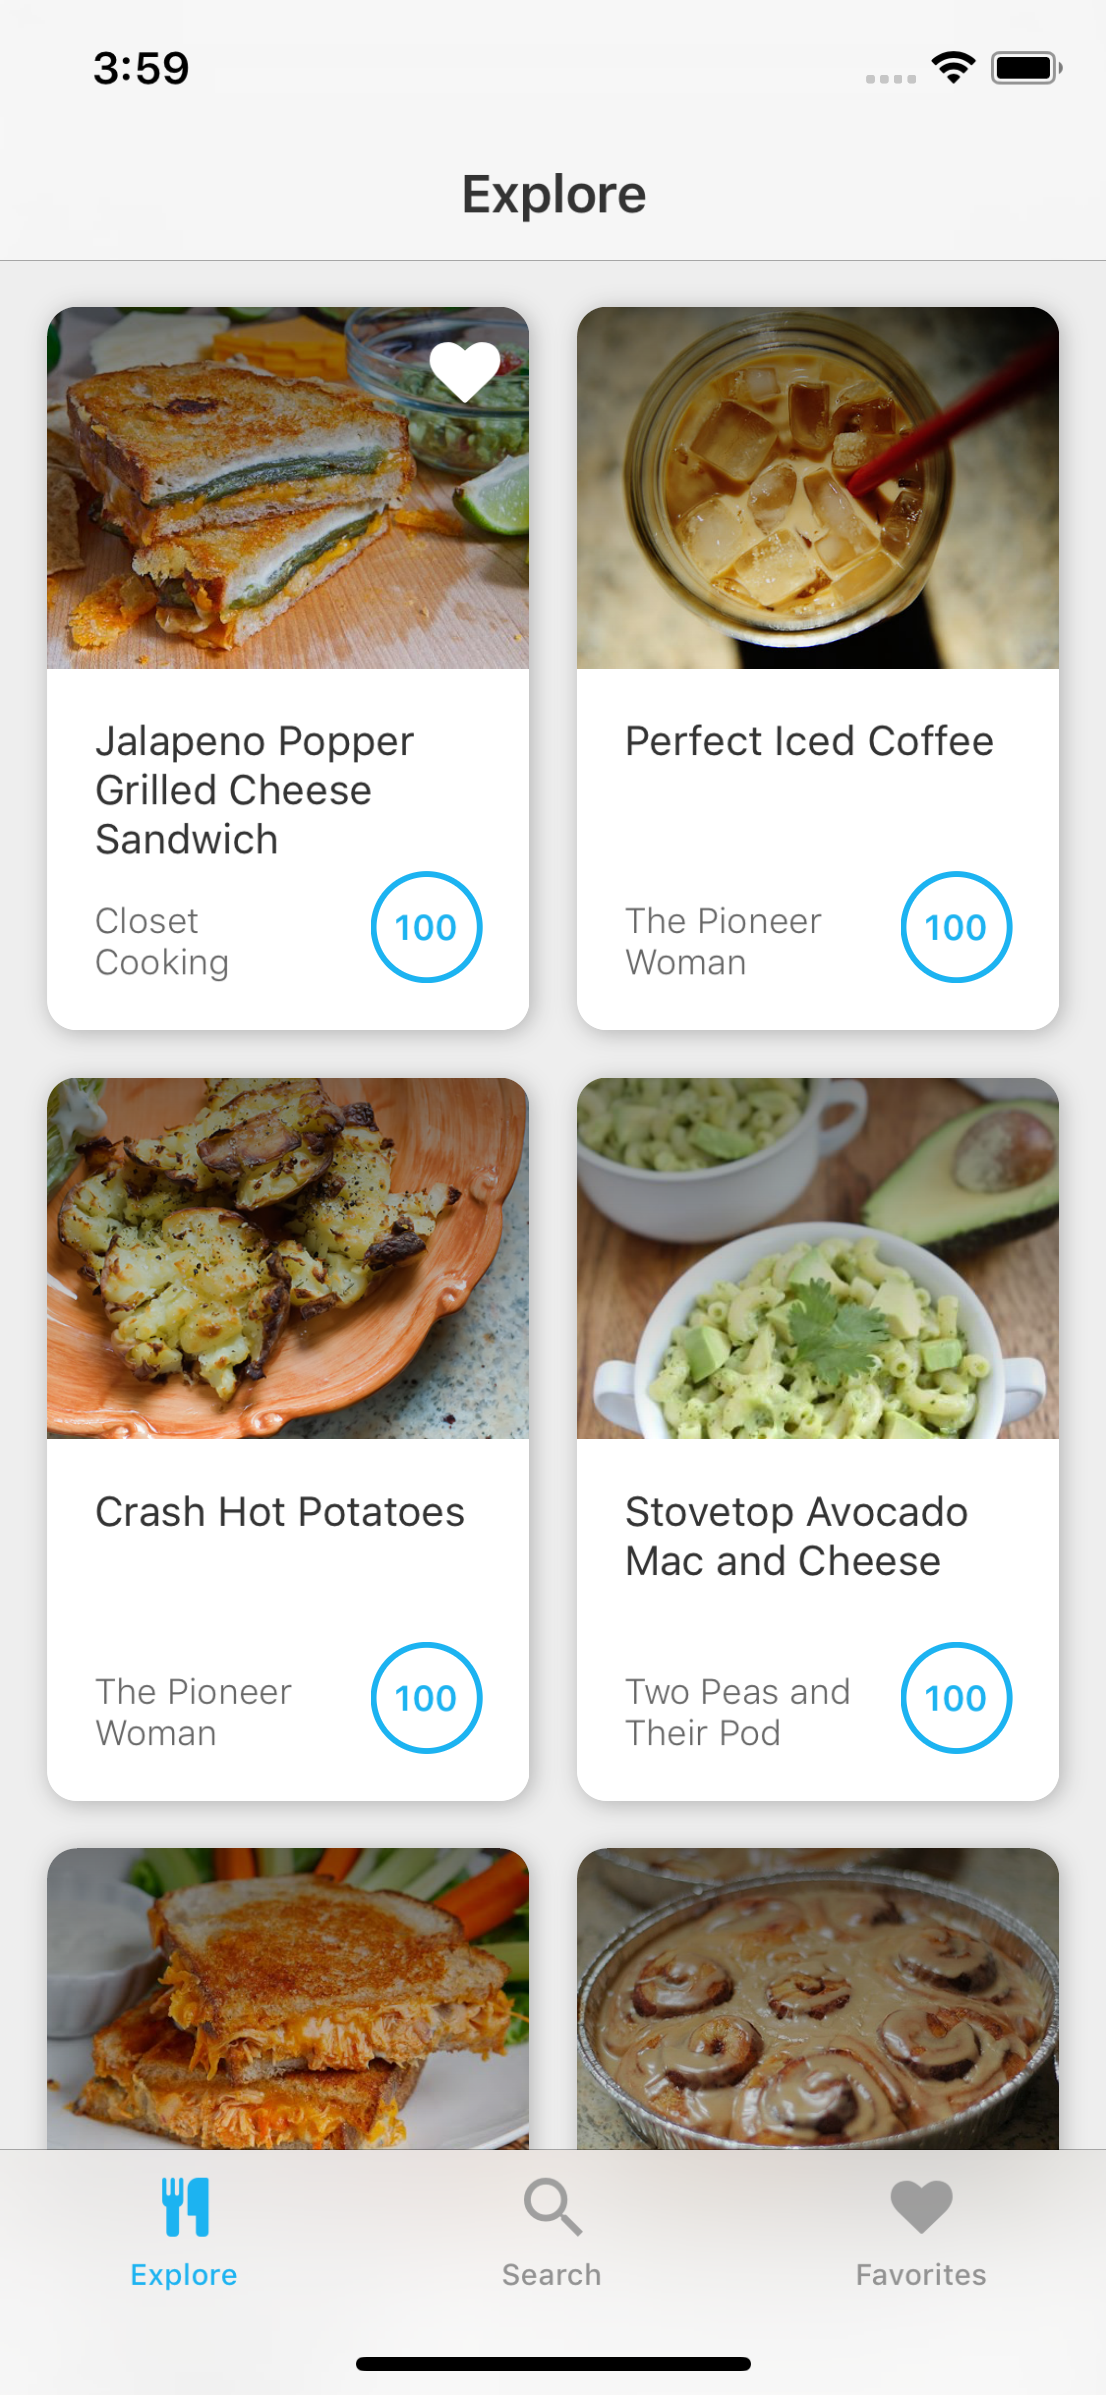 3:59
Explore
Jalapeno Popper
Grilled Cheese
Sandwich
Closet
Cooking
100
Perfect Iced Coffee
The Pioneer
Woman
100
Crash Hot Potatoes
The Pioneer
Woman
100
Stovetop Avocado
Mac and Cheese
Two Peas and
Their Pod
100
Explore
Search
Favorites